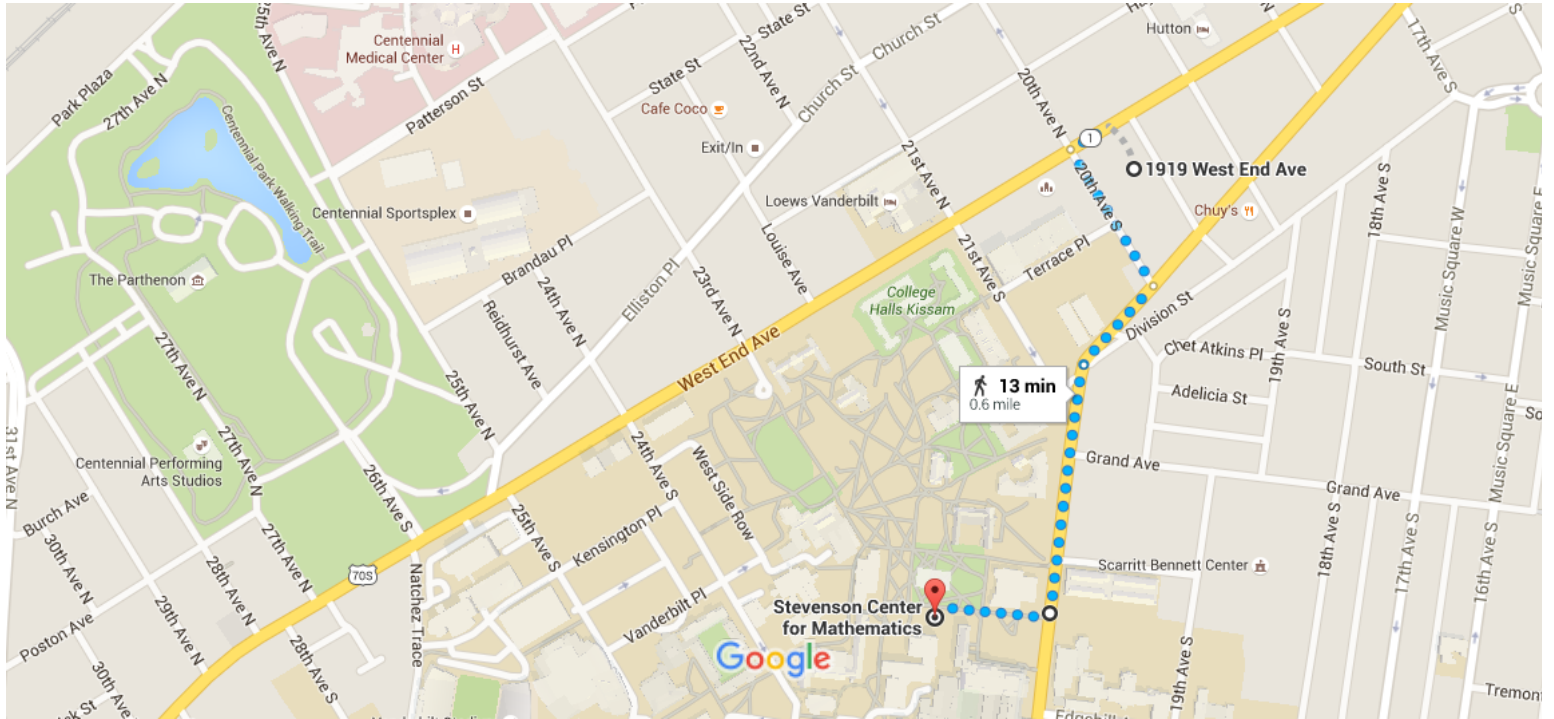 25th Ave N
State St
Hutton
17th Ave S
Centennial
Medical Center
H
22nd Ave N
Church St
Park Plaza
27th Ave N
State St
20th Ave N
Patterson St
Cafe Coco
Church St
Centennial Park Walking Trail
Exit/In
21st Ave N
1
1919 West End Ave
20th Ave S
18th Ave S
Music Square W
Music Square E
Centennial Sportsplex
Loews Vanderbilt
Chuy's
Brandau Pl
Louise Ave
21st Ave S
Terrace Pl
The Parthenon
Elliston Pl
23rd Ave N
24th Ave N
College
Halls Kissam
Division St
Reidhurst Ave
West End Ave
Chet Atkins Pl
19th Ave S
South St
27th Ave N
25th Ave N
13 min
0.6 mile
Adelicia St
Music Square E
So
31st Ave N
Centennial Performing
Arts Studios
27th Ave N
26th Ave S
24th Ave S
West Side Row
Grand Ave
Grand Ave
Burch Ave
25th Ave S
Kensington Pl
30th Ave N
28th Ave N
27th Ave N
70S
Natchez Trace
Scarritt Bennett Center
18th Ave S
17th Ave S
16th Ave S
29th Ave N
Vanderbilt Pl
Stevenson Center
for Mathematics
Poston Ave
28th Ave S
Google
30th Ave N
19th Ave S
Tremont